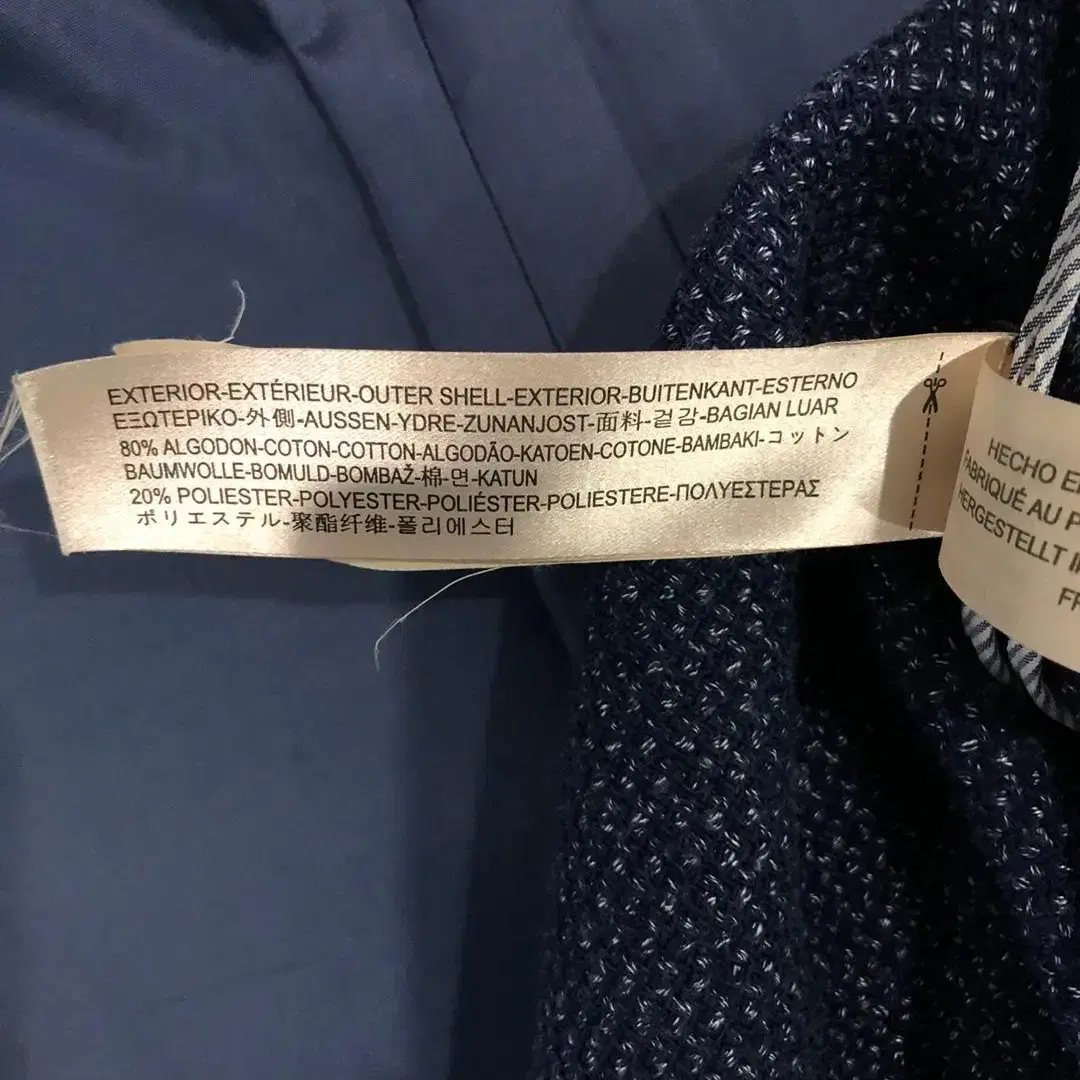 EXTERIOR-EXTÉRIEUR-OUTER SHELL-EXTERIOR-BUITENKANT-ESTERNO
ΕΞΩΤΕΡΙΚΟ-外側-AUSSEN-YDRE-ZUNANJOST-面料-겉감-BAGIAN LUAR
80% ALGODON-COTON-COTTON-ALGODÃO-KATOEN-COTONE-BAMBAKI-コットン
BAUMWOLLE-BOMULD-BOMBAŽ-棉-면-KATUN
20% POLIESTER-POLYESTER-POLIÉSTER-POLIESTERE-ΠΟΛΥΕΣΤΕΡΑΣ
ポリエステル-聚酯纤维-폴리에스터
HECHO
FABRIQUÉ AU
HERGESTELLT